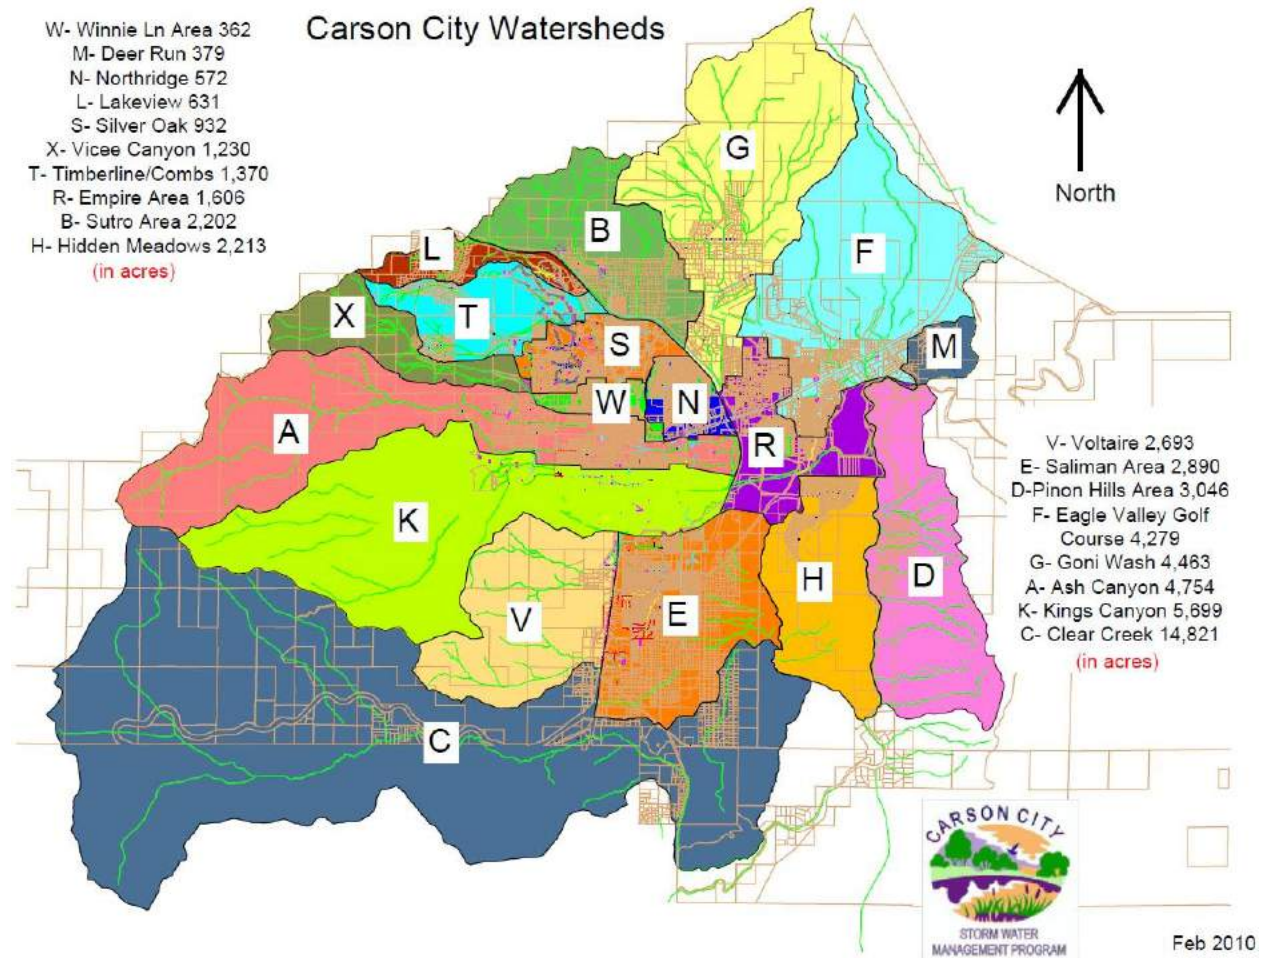 Carson City Watersheds
W- Winnie Ln Area 362
M- Deer Run 379
N- Northridge 572
L- Lakeview 631
S- Silver Oak 932
X- Vicee Canyon 1,230
T- Timberline/Combs 1,370
R- Empire Area 1,606
B- Sutro Area 2,202
H- Hidden Meadows 2,213
(in acres)
North
G
B
F
L
X
T
S
M
W
N
A
R
K
V
E
H
D
C
V- Voltaire 2,693
E- Saliman Area 2,890
D-Pinon Hills Area 3,046
F- Eagle Valley Golf
Course 4,279
G- Goni Wash 4,463
A- Ash Canyon 4,754
K- Kings Canyon 5,699
C- Clear Creek 14,821
(in acres)
CARSON CITY
STORM WATER
MANAGEMENT PROGRAM
Feb 2010